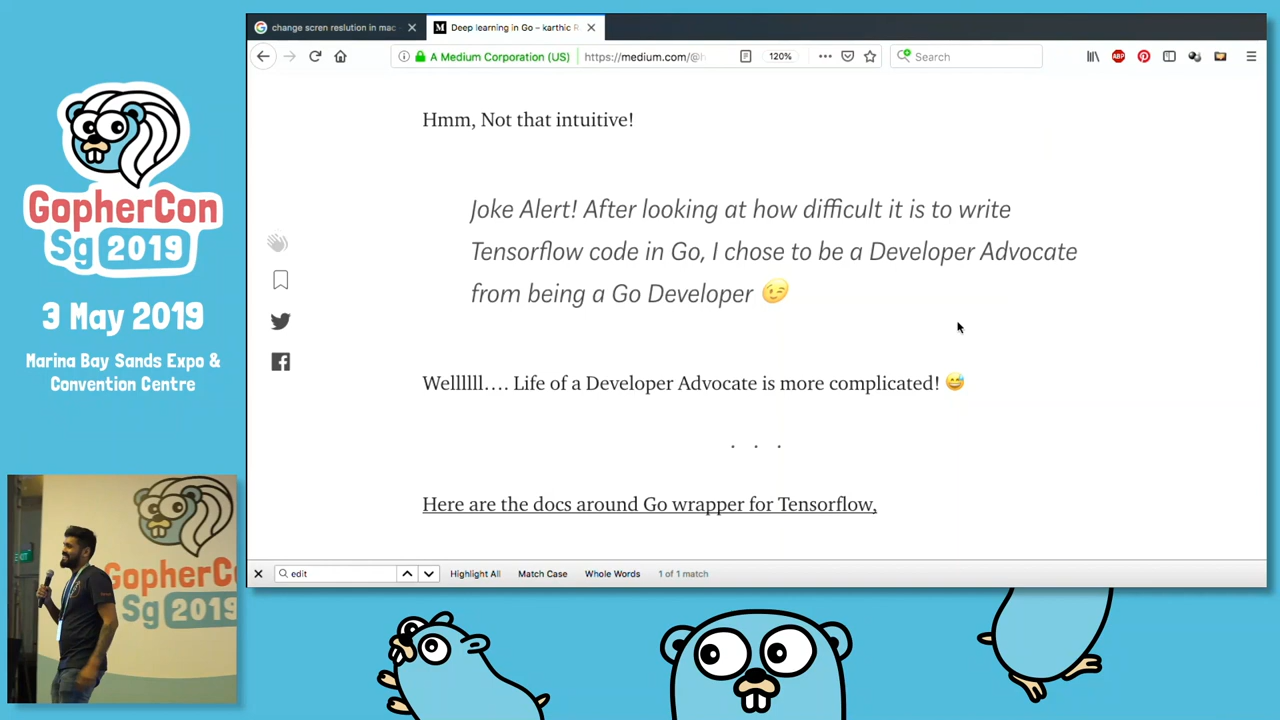 change scren reslution in mac
M
Deep learning in Go – karthic R
A Medium Corporation (US)
https://medium.com/@h
120%
Search
ABP
Hmm, Not that intuitive!
Joke Alert! After looking at how difficult it is to write
Tensorflow code in Go, I chose to be a Developer Advocate
from being a Go Developer 😉
Wellllll…. Life of a Developer Advocate is more complicated! 😅
. . .
Here are the docs around Go wrapper for Tensorflow,
edit
Highlight All
Match Case
Whole Words
1 of 1 match
GopherCon
Sg 2019
3 May 2019
Marina Bay Sands Expo &
Convention Centre
GopherCo
Sg 2019